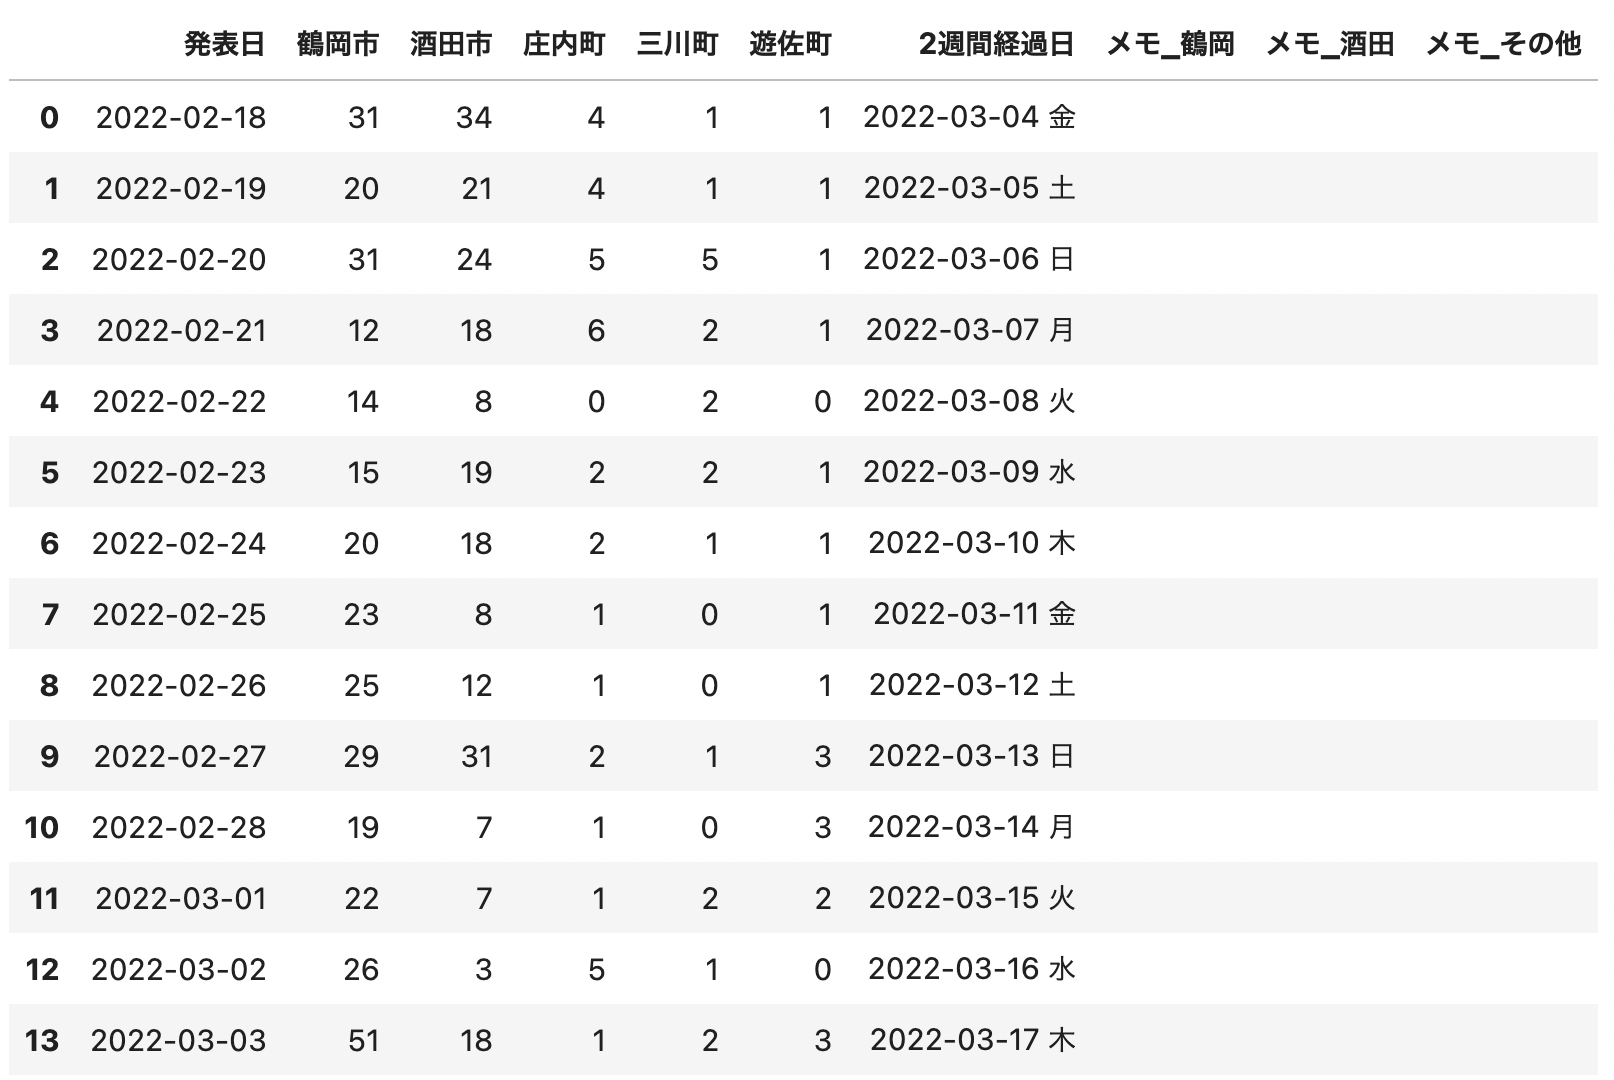 発表日 鶴岡市 酒田市 庄内町 三川町 遊佐町 2週間経過日 メモ_鶴岡 メモ_酒田 メモ_その他
0 2022-02-18 31 34 4 1 1 2022-03-04 金
1 2022-02-19 20 21 4 1 1 2022-03-05 土
2 2022-02-20 31 24 5 5 1 2022-03-06 日
3 2022-02-21 12 18 6 2 1 2022-03-07 月
4 2022-02-22 14 8 0 2 0 2022-03-08 火
5 2022-02-23 15 19 2 2 1 2022-03-09 水
6 2022-02-24 20 18 2 1 1 2022-03-10 木
7 2022-02-25 23 8 1 0 1 2022-03-11 金
8 2022-02-26 25 12 1 0 1 2022-03-12 土
9 2022-02-27 29 31 2 1 3 2022-03-13 日
10 2022-02-28 19 7 1 0 3 2022-03-14 月
11 2022-03-01 22 7 1 2 2 2022-03-15 火
12 2022-03-02 26 3 5 1 0 2022-03-16 水
13 2022-03-03 51 18 1 2 3 2022-03-17 木